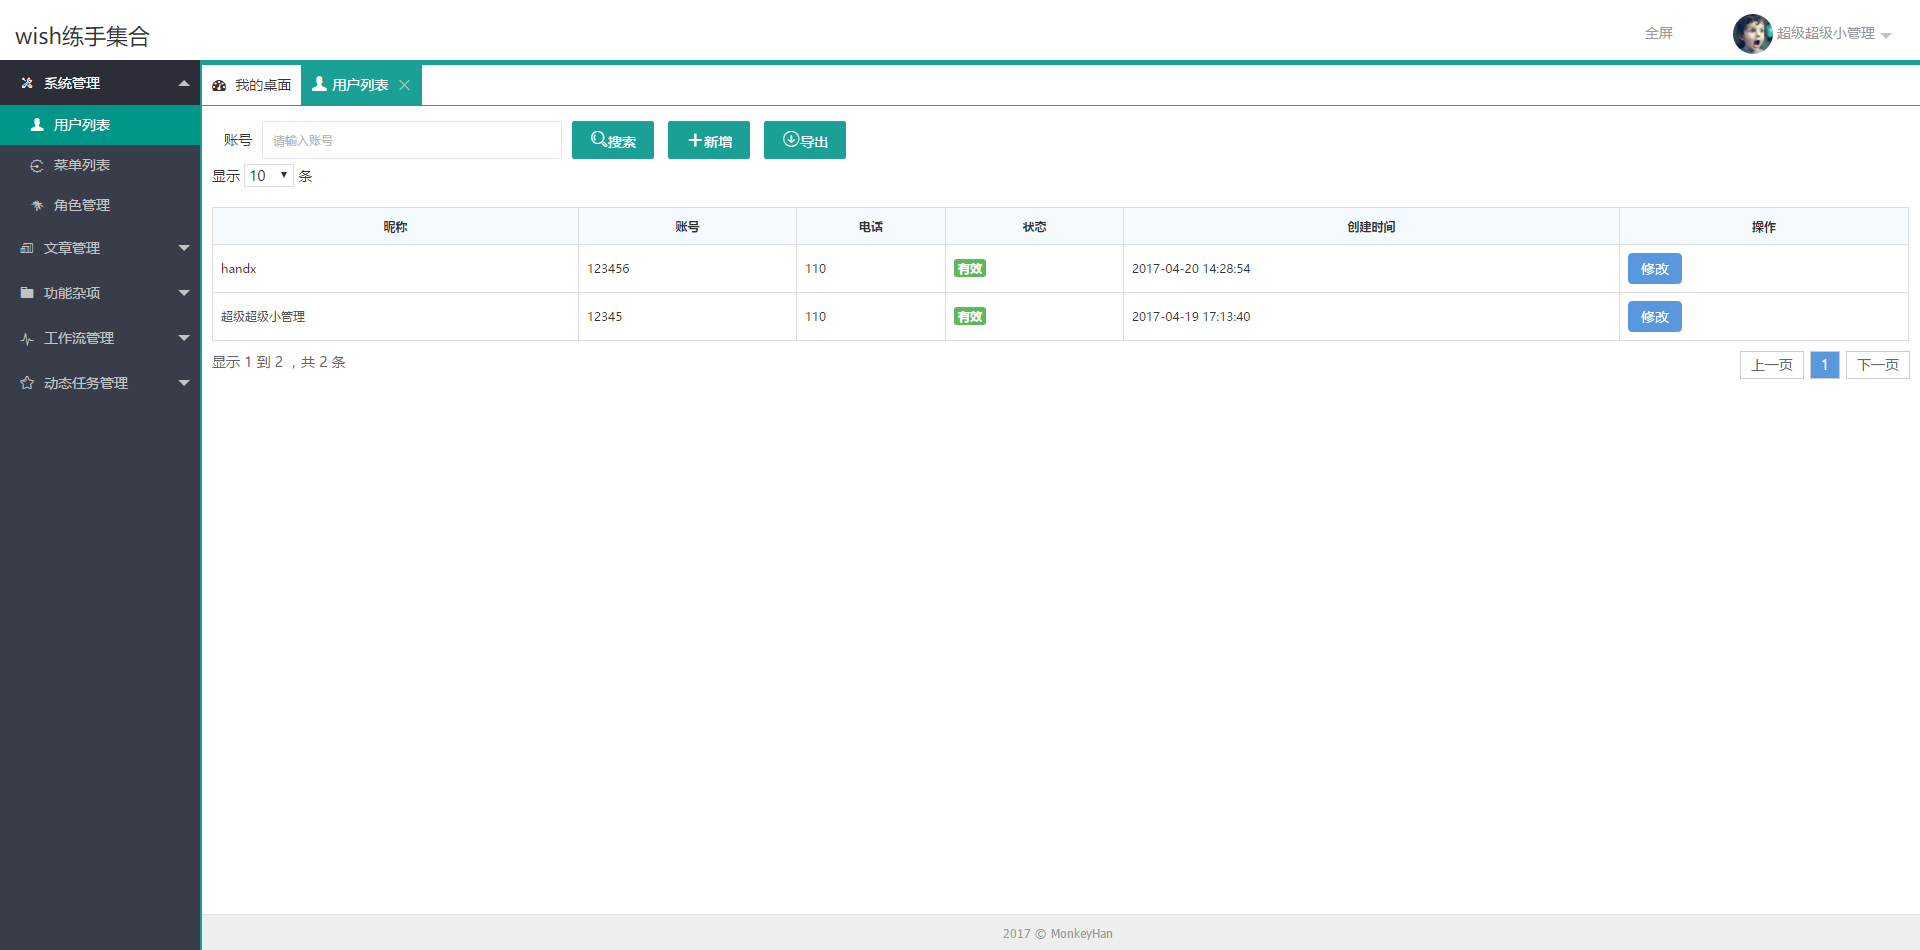 wish练手集合
全屏
超级超级小管理
系统管理
用户列表
菜单列表
角色管理
文章管理
功能杂项
工作流管理
动态任务管理
我的桌面
用户列表
账号
请输入账号
搜索
新增
导出
显示 10 条
昵称 账号 电话 状态 创建时间 操作
handx 123456 110 有效 2017-04-20 14:28:54 修改
超级超级小管理 12345 110 有效 2017-04-19 17:13:40 修改
显示 1 到 2 ，共 2 条
上一页 1 下一页
2017 © MonkeyHan